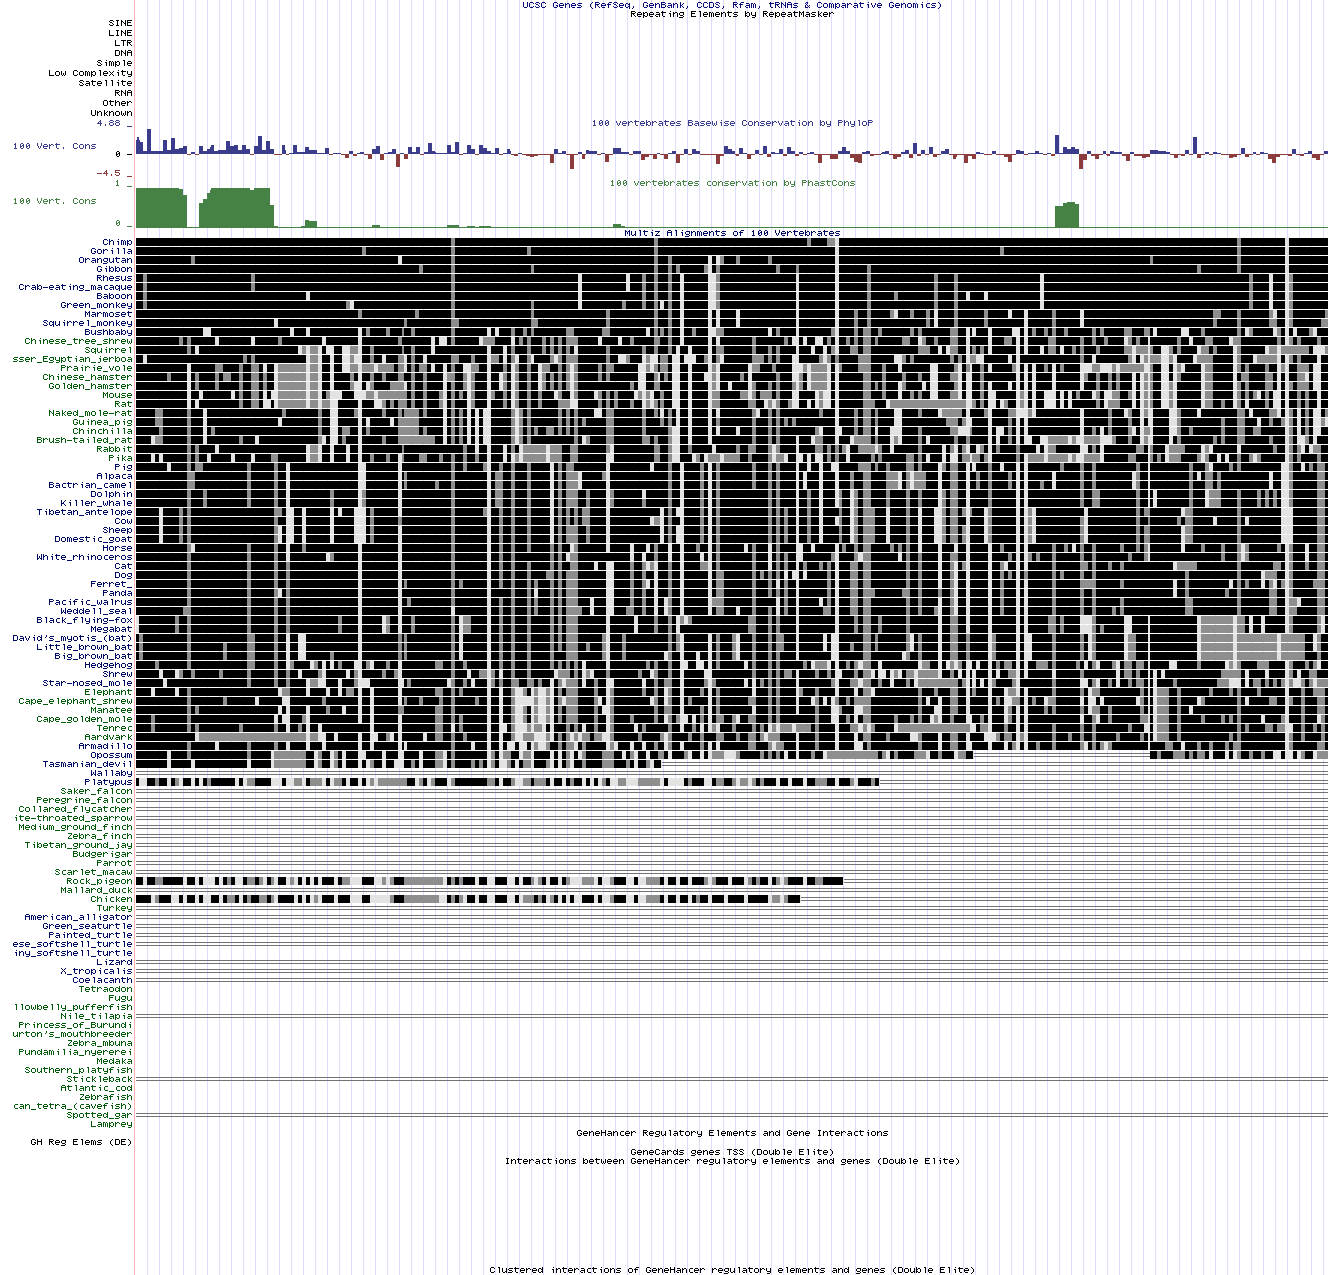 UCSC Genes (RefSeq, GenBank, CCDS, Rfam, tRNAs & Comparative Genomics)
Repeating Elements by RepeatMasker
SINE
LINE
LTR
DNA
Simple
Low Complexity
Satellite
RNA
Other
Unknown
100 vertebrates Basewise Conservation by PhyloP
4.88 _
100 Vert. Cons
0 -
-4.5 _
100 vertebrates conservation by PhastCons
1 _
100 Vert. Cons
0 _
Multiz Alignments of 100 Vertebrates
Chimp
Gorilla
Orangutan
Gibbon
Rhesus
Crab-eating_macaque
Baboon
Green_monkey
Marmoset
Squirrel_monkey
Bushbaby
Chinese_tree_shrew
Squirrel
sser_Egyptian_jerboa
Prairie_vole
Chinese_hamster
Golden_hamster
Mouse
Rat
Naked_mole-rat
Guinea_pig
Chinchilla
Brush-tailed_rat
Rabbit
Pika
Pig
Alpaca
Bactrian_camel
Dolphin
Killer_whale
Tibetan_antelope
Cow
Sheep
Domestic_goat
Horse
White_rhinoceros
Cat
Dog
Ferret_
Panda
Pacific_walrus
Weddell_seal
Black_flying-fox
Megabat
David's_myotis_(bat)
Little_brown_bat
Big_brown_bat
Hedgehog
Shrew
Star-nosed_mole
Elephant
Cape_elephant_shrew
Manatee
Cape_golden_mole
Tenrec
Aardvark
Armadillo
Opossum
Tasmanian_devil
Wallaby
Platypus
Saker_falcon
Peregrine_falcon
Collared_flycatcher
ite-throated_sparrow
Medium_ground_finch
Zebra_finch
Tibetan_ground_jay
Budgerigar
Parrot
Scarlet_macaw
Rock_pigeon
Mallard_duck
Chicken
Turkey
American_alligator
Green_seaturtle
Painted_turtle
ese_softshell_turtle
iny_softshell_turtle
Lizard
X_tropicalis
Coelacanth
Tetraodon
Fugu
llowbelly_pufferfish
Nile_tilapia
Princess_of_Burundi
urton's_mouthbreeder
Zebra_mbuna
Pundamilia_nyererei
Medaka
Southern_platyfish
Stickleback
Atlantic_cod
Zebrafish
can_tetra_(cavefish)
Spotted_gar
Lamprey
GeneHancer Regulatory Elements and Gene Interactions
GH Reg Elems (DE)
GeneCards genes TSS (Double Elite)
Interactions between GeneHancer regulatory elements and genes (Double Elite)
Clustered interactions of GeneHancer regulatory elements and genes (Double Elite)